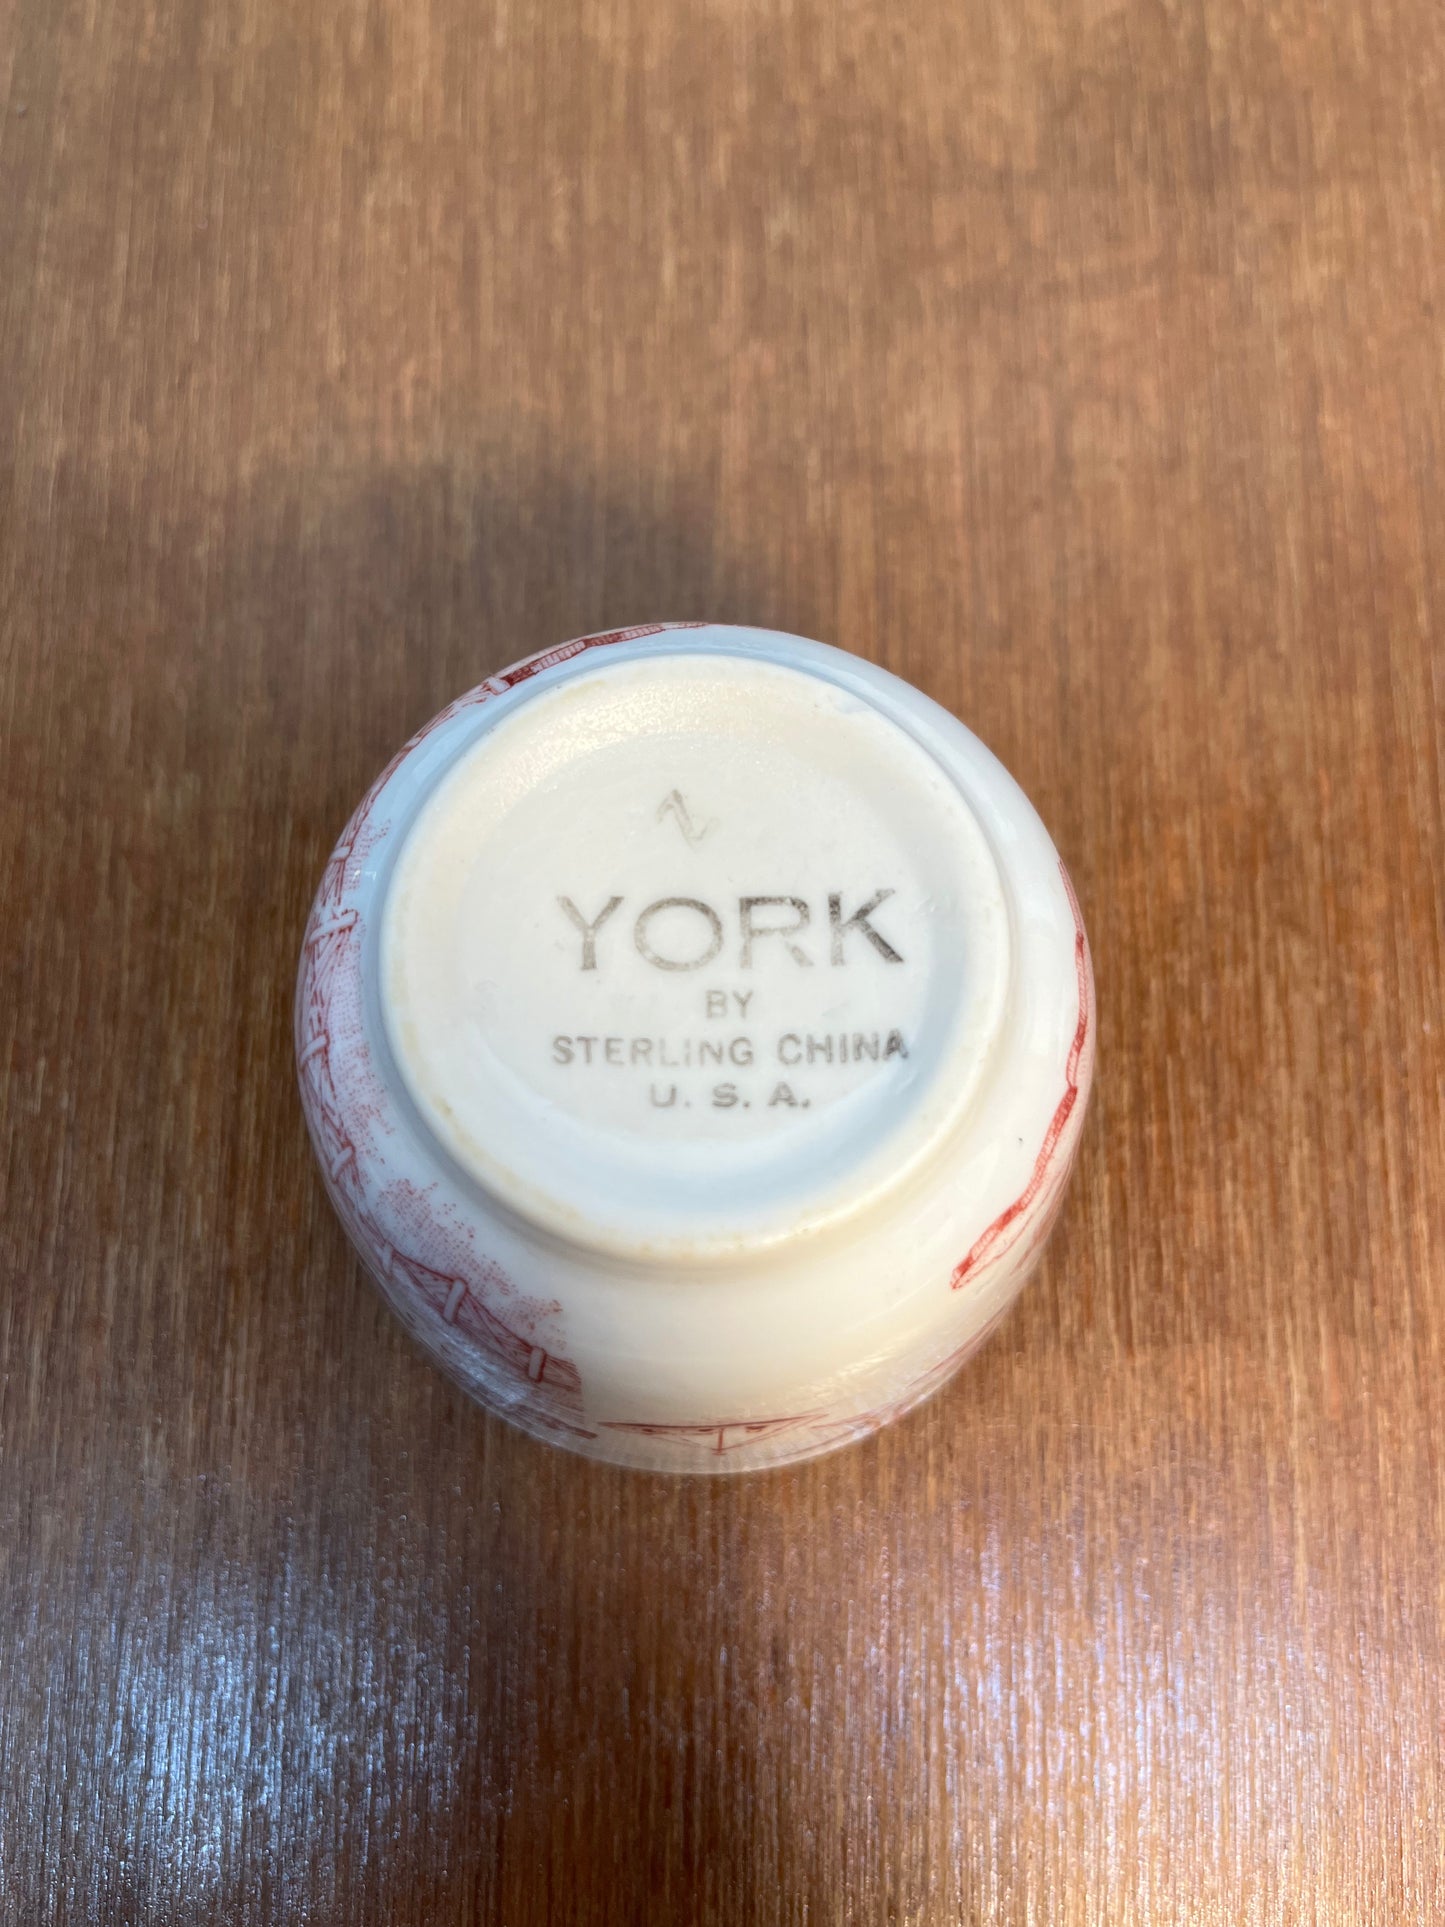 YORK
BY
STERLING CHINA
U. S. A.